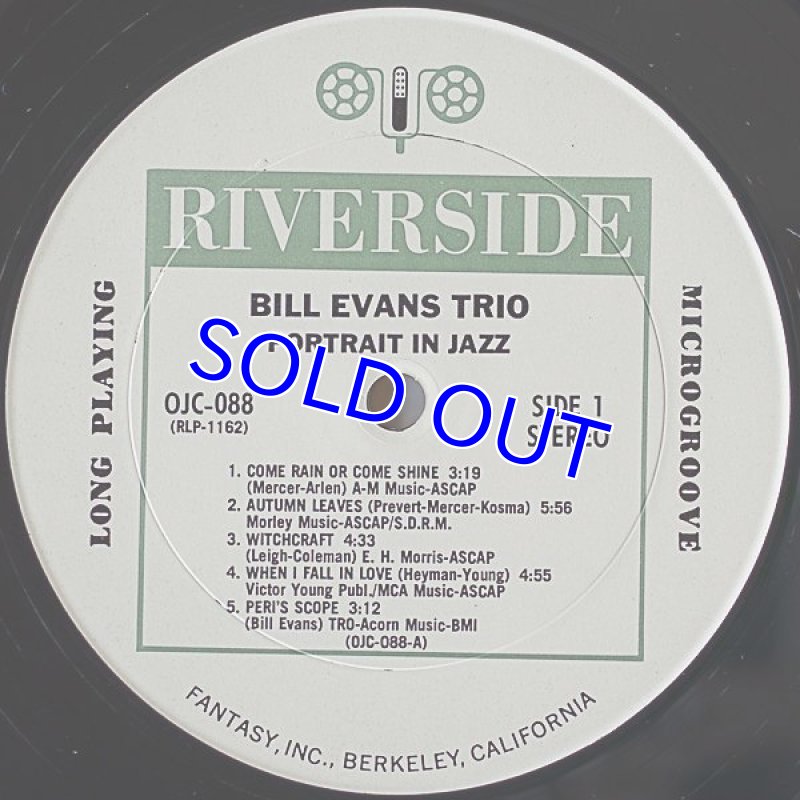 RIVERSIDE
BILL EVANS TRIO
PORTRAIT IN JAZZ
SOLD OUT
LONG PLAYING
MICROGROOVE
OJC-088
(RLP-1162)
SIDE 1
STEREO
1. COME RAIN OR COME SHINE 3:19
(Mercer-Arlen) A-M Music-ASCAP
2. AUTUMN LEAVES (Prevert-Mercer-Kosma) 5:56
Morley Music-ASCAP/S.D.R.M.
3. WITCHCRAFT 4:33
(Leigh-Coleman) E. H. Morris-ASCAP
4. WHEN I FALL IN LOVE (Heyman-Young) 4:55
Victor Young Publ./MCA Music-ASCAP
5. PERI'S SCOPE 3:12
(Bill Evans) TRO-Acorn Music-BMI
(OJC-088-A)
FANTASY, INC., BERKELEY, CALIFORNIA